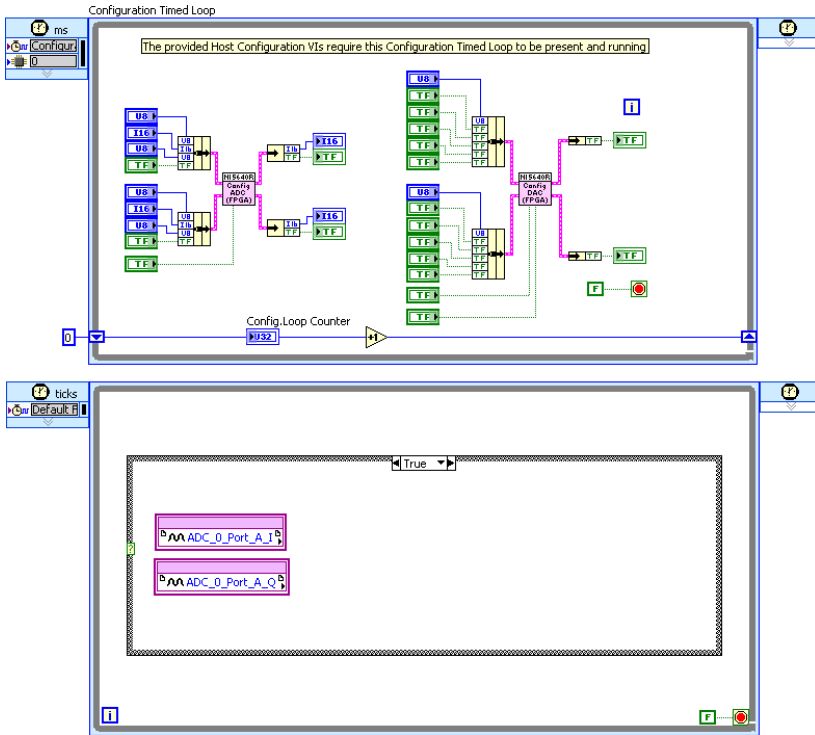 Configuration Timed Loop
ms
Configur
0
The provided Host Configuration VIs require this Configuration Timed Loop to be present and running
U8
TF
TF
TF
TF
TF
U8
TF
TF
TF
TF
TF
i
TF
TF
U8
I16
U8
TF
U8
I16
U8
TF
I16
TF
I16
TF
NI5640R
Config
ADC
(FPGA)
NI5640R
Config
DAC
(FPGA)
U8
I16
U8
TF
U8
I16
U8
TF
I16
TF
I16
TF
TF
U8
TF
TF
TF
TF
TF
U8
TF
TF
TF
TF
TF
TF
TF
TF
TF
F
Config.Loop Counter
0
U32
+1
ticks
Default F
True
?
ADC_0_Port_A_I
ADC_0_Port_A_Q
i
F